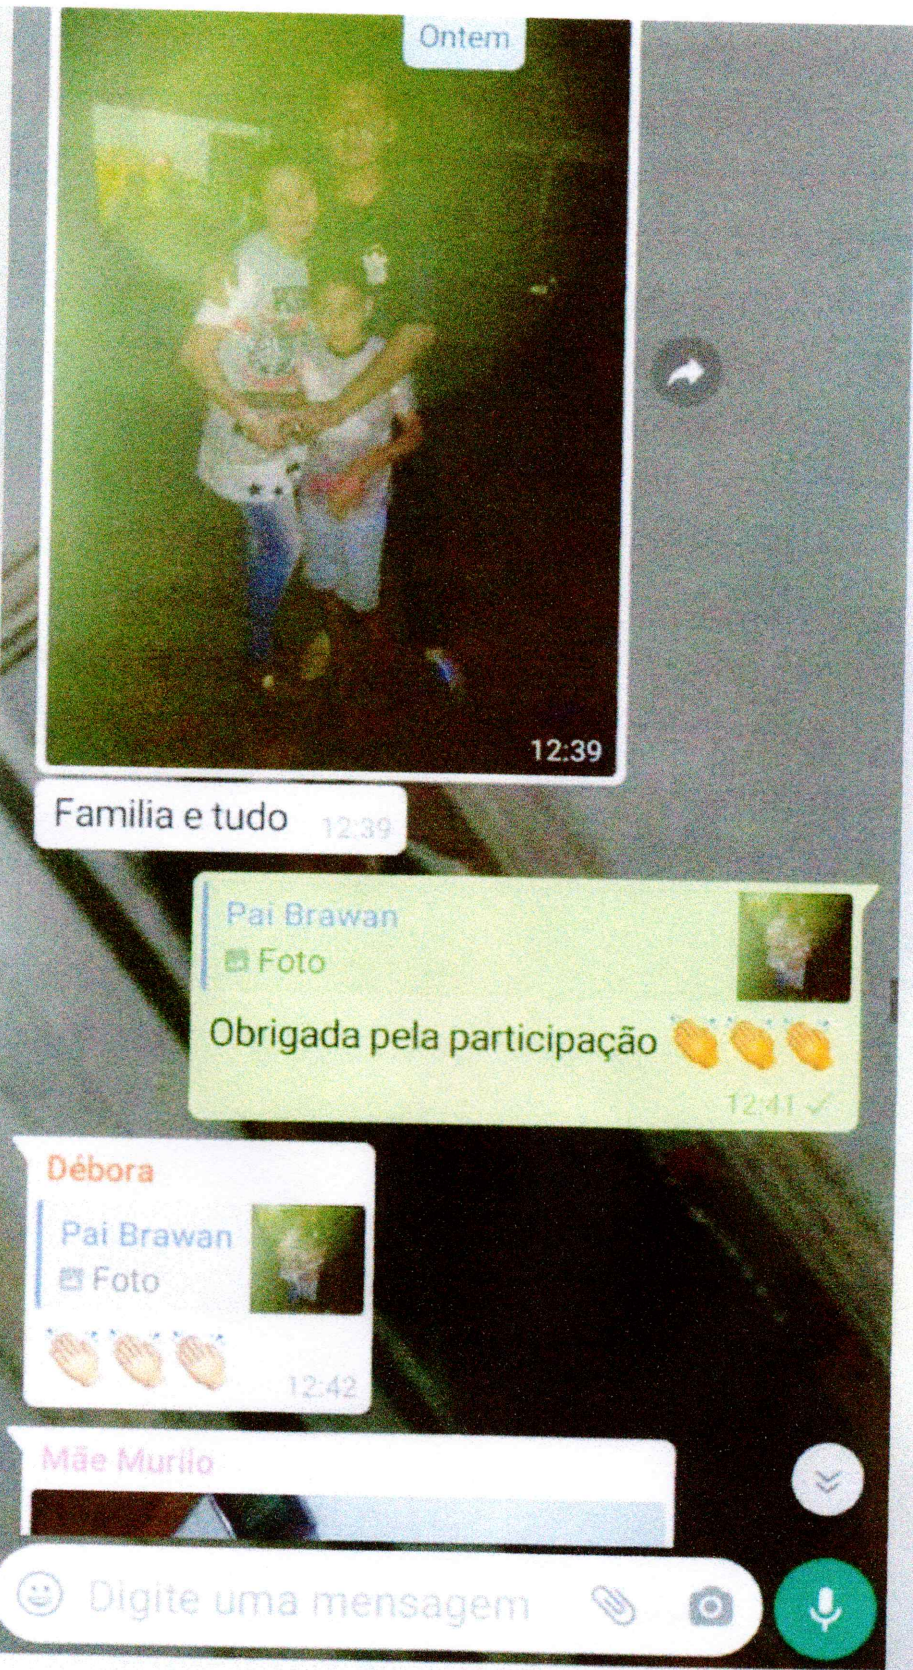 Ontem
12:39
Familia e tudo 12:39
Pai Brawan
Foto
Obrigada pela participação 👏👏👏
12:41
Débora
Pai Brawan
Foto
👏🏻👏🏻👏🏻
12:42
Mãe Murilo
Digite uma mensagem